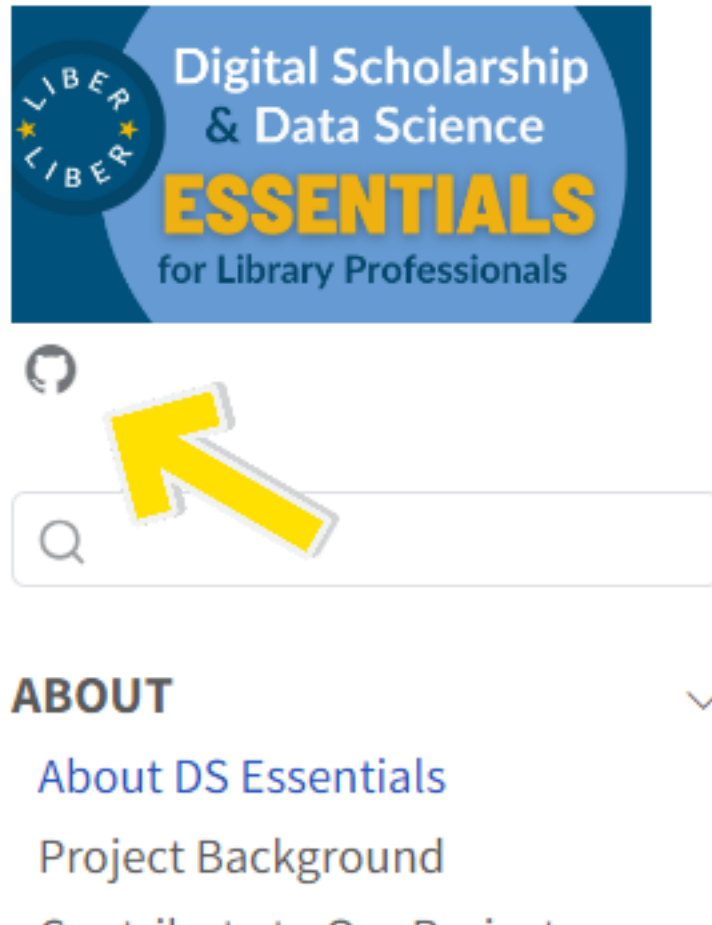 LIBER
LIBER
Digital Scholarship
& Data Science
ESSENTIALS
for Library Professionals
ABOUT
About DS Essentials
Project Background